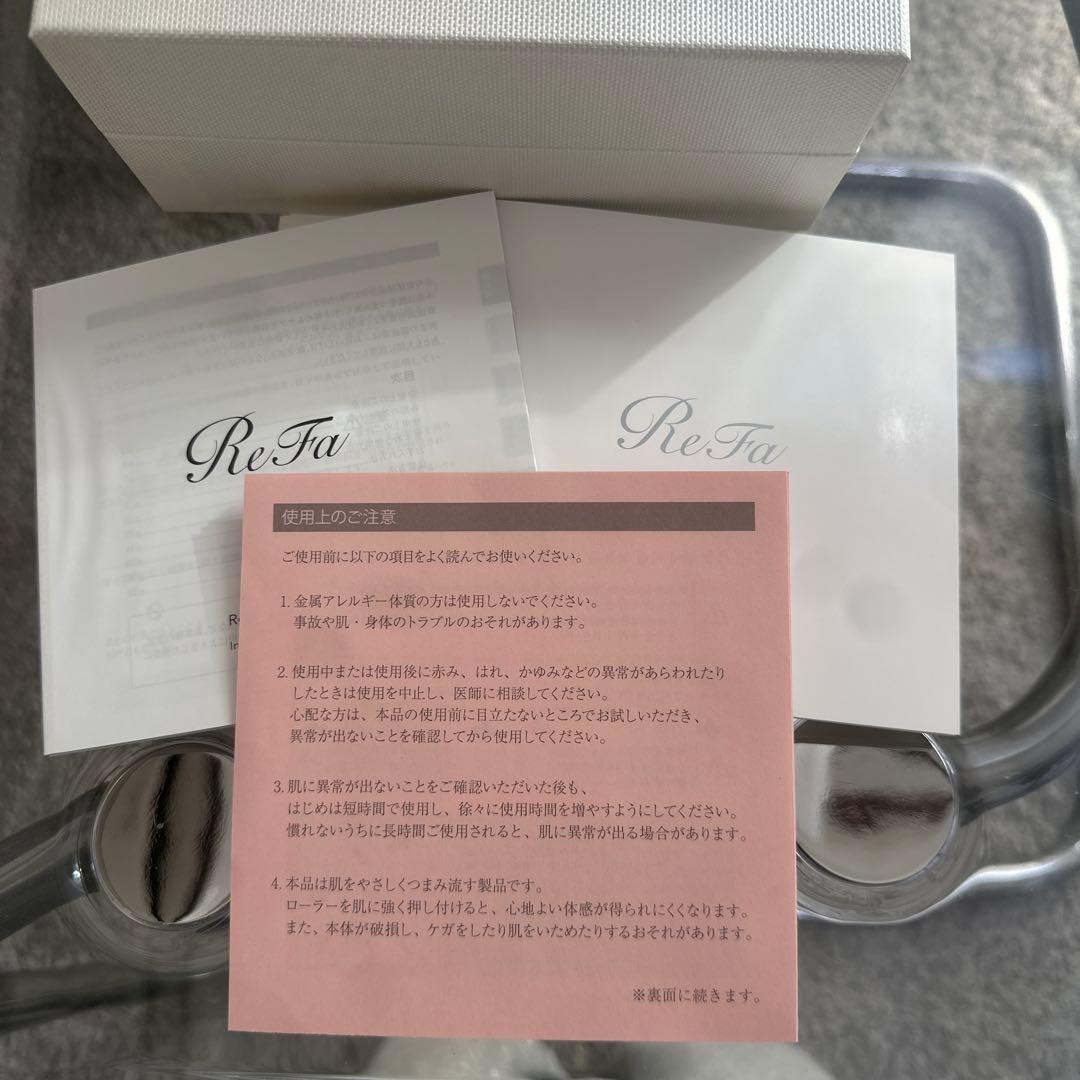 ReFa
ReFa
目次
使用上のご注意
ご使用前に以下の項目をよく読んでお使いください。
1. 金属アレルギー体質の方は使用しないでください。
事故や肌・身体のトラブルのおそれがあります。
2. 使用中または使用後に赤み、はれ、かゆみなどの異常があらわれたり
したときは使用を中止し、医師に相談してください。
心配な方は、本品の使用前に目立たないところでお試しいただき、
異常が出ないことを確認してから使用してください。
3. 肌に異常が出ないことをご確認いただいた後も、
はじめは短時間で使用し、徐々に使用時間を増やすようにしてください。
慣れないうちに長時間ご使用されると、肌に異常が出る場合があります。
4. 本品は肌をやさしくつまみ流す製品です。
ローラーを肌に強く押し付けると、心地よい体感が得られにくくなります。
また、本体が破損し、ケガをしたり肌をいためたりするおそれがあります。
※裏面に続きます。